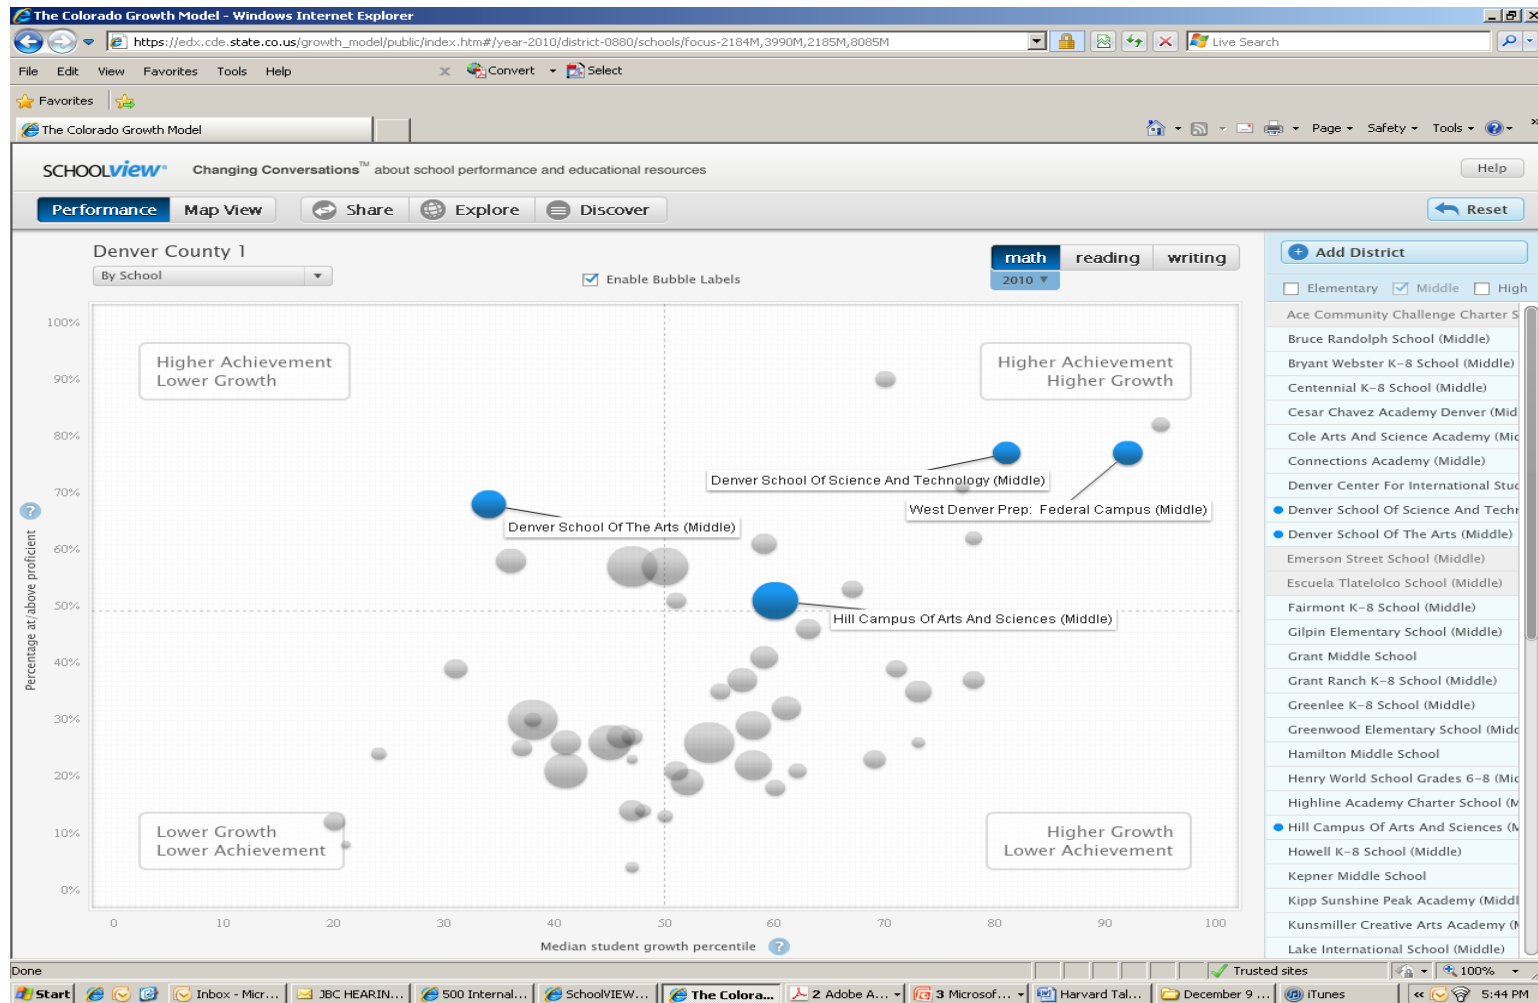 The Colorado Growth Model - Windows Internet Explorer
https://edx.cde.state.co.us/growth_model/public/index.htm#/year-2010/district-0880/schools/focus-2184M,3990M,2185M,8085M
Live Search
File Edit View Favorites Tools Help
x Convert Select
Favorites
The Colorado Growth Model
Page Safety Tools
SCHOOLVIEW® Changing Conversations™ about school performance and educational resources
Help
Performance Map View Share Explore Discover
Reset
Denver County 1
By School
Enable Bubble Labels
math reading writing
2010
Add District
Elementary Middle High
100%
90%
80%
70%
60%
50%
40%
30%
20%
10%
0%
Percentage at/above proficient
Higher Achievement
Lower Growth
Higher Achievement
Higher Growth
Denver School Of Science And Technology (Middle)
West Denver Prep: Federal Campus (Middle)
Denver School Of The Arts (Middle)
Hill Campus Of Arts And Sciences (Middle)
Lower Growth
Lower Achievement
Higher Growth
Lower Achievement
0 10 20 30 40 50 60 70 80 90 100
Median student growth percentile ?
Ace Community Challenge Charter S
Bruce Randolph School (Middle)
Bryant Webster K-8 School (Middle)
Centennial K-8 School (Middle)
Cesar Chavez Academy Denver (Mid
Cole Arts And Science Academy (Mic
Connections Academy (Middle)
Denver Center For International Stuc
Denver School Of Science And Techr
Denver School Of The Arts (Middle)
Emerson Street School (Middle)
Escuela Tlatelolco School (Middle)
Fairmont K-8 School (Middle)
Gilpin Elementary School (Middle)
Grant Middle School
Grant Ranch K-8 School (Middle)
Greenlee K-8 School (Middle)
Greenwood Elementary School (Midc
Hamilton Middle School
Henry World School Grades 6-8 (Mic
Highline Academy Charter School (M
Hill Campus Of Arts And Sciences (M
Howell K-8 School (Middle)
Kepner Middle School
Kipp Sunshine Peak Academy (Middl
Kunsmiller Creative Arts Academy (M
Lake International School (Middle)
Done
Trusted sites
100%
Start Inbox - Micr... JBC HEARIN... 500 Internal... SchoolVIEW... The Colora... 2 Adobe A... 3 Microsof... Harvard Tal... December 9 ... iTunes
5:44 PM